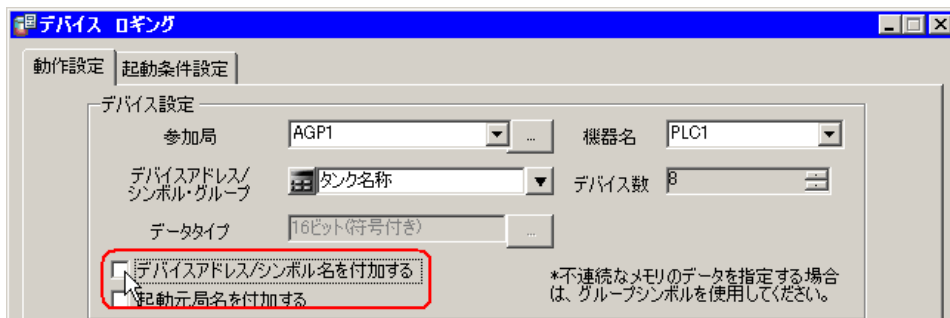 デバイス ロギング
動作設定 起動条件設定
デバイス設定
参加局 AGP1 ... 機器名 PLC1
デバイスアドレス/
シンボル・グループ タンク名称 デバイス数 8
データタイプ 16ビット(符号付き) ...
デバイスアドレス/シンボル名を付加する
起動元局名を付加する
*不連続なメモリのデータを指定する場合
は、グループシンボルを使用してください。